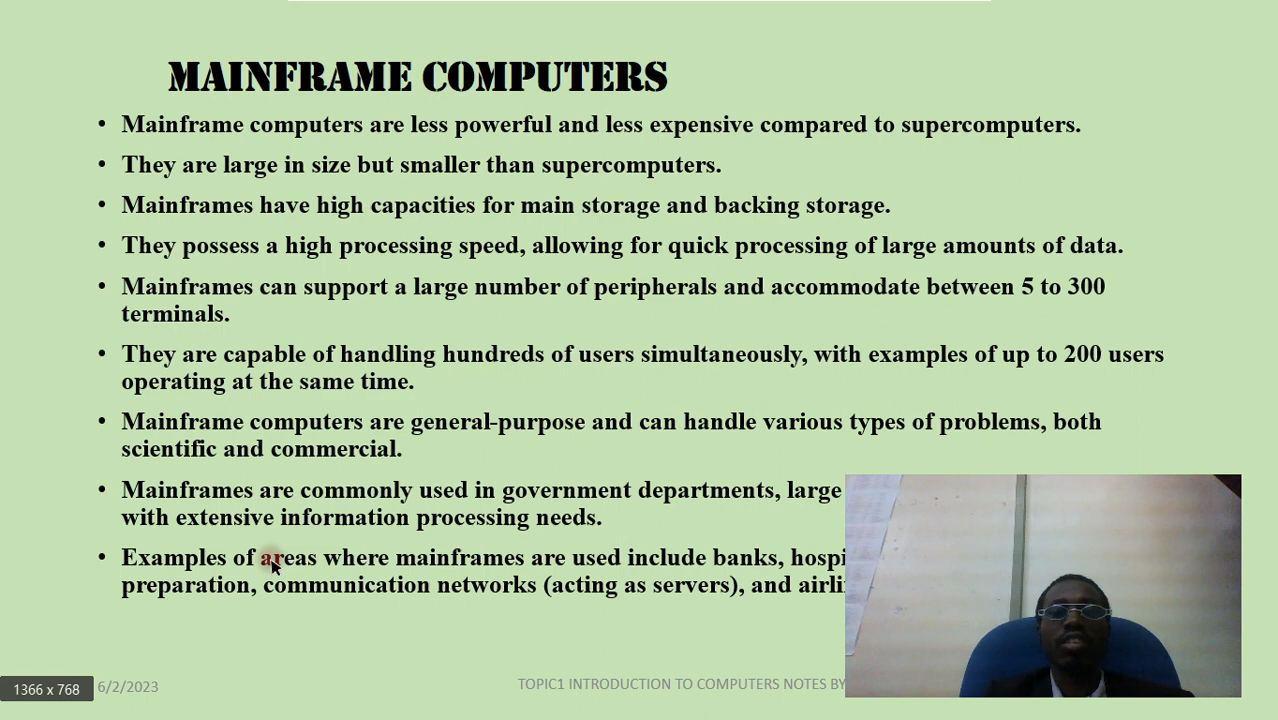 MAINFRAME COMPUTERS
• Mainframe computers are less powerful and less expensive compared to supercomputers.
• They are large in size but smaller than supercomputers.
• Mainframes have high capacities for main storage and backing storage.
• They possess a high processing speed, allowing for quick processing of large amounts of data.
• Mainframes can support a large number of peripherals and accommodate between 5 to 300
terminals.
• They are capable of handling hundreds of users simultaneously, with examples of up to 200 users
operating at the same time.
• Mainframe computers are general-purpose and can handle various types of problems, both
scientific and commercial.
• Mainframes are commonly used in government departments, large
with extensive information processing needs.
• Examples of areas where mainframes are used include banks,
preparation, communication networks (acting as servers), and
1366 x 768
6/2/2023
TOPIC1 INTRODUCTION TO COMPUTERS NOTES BY